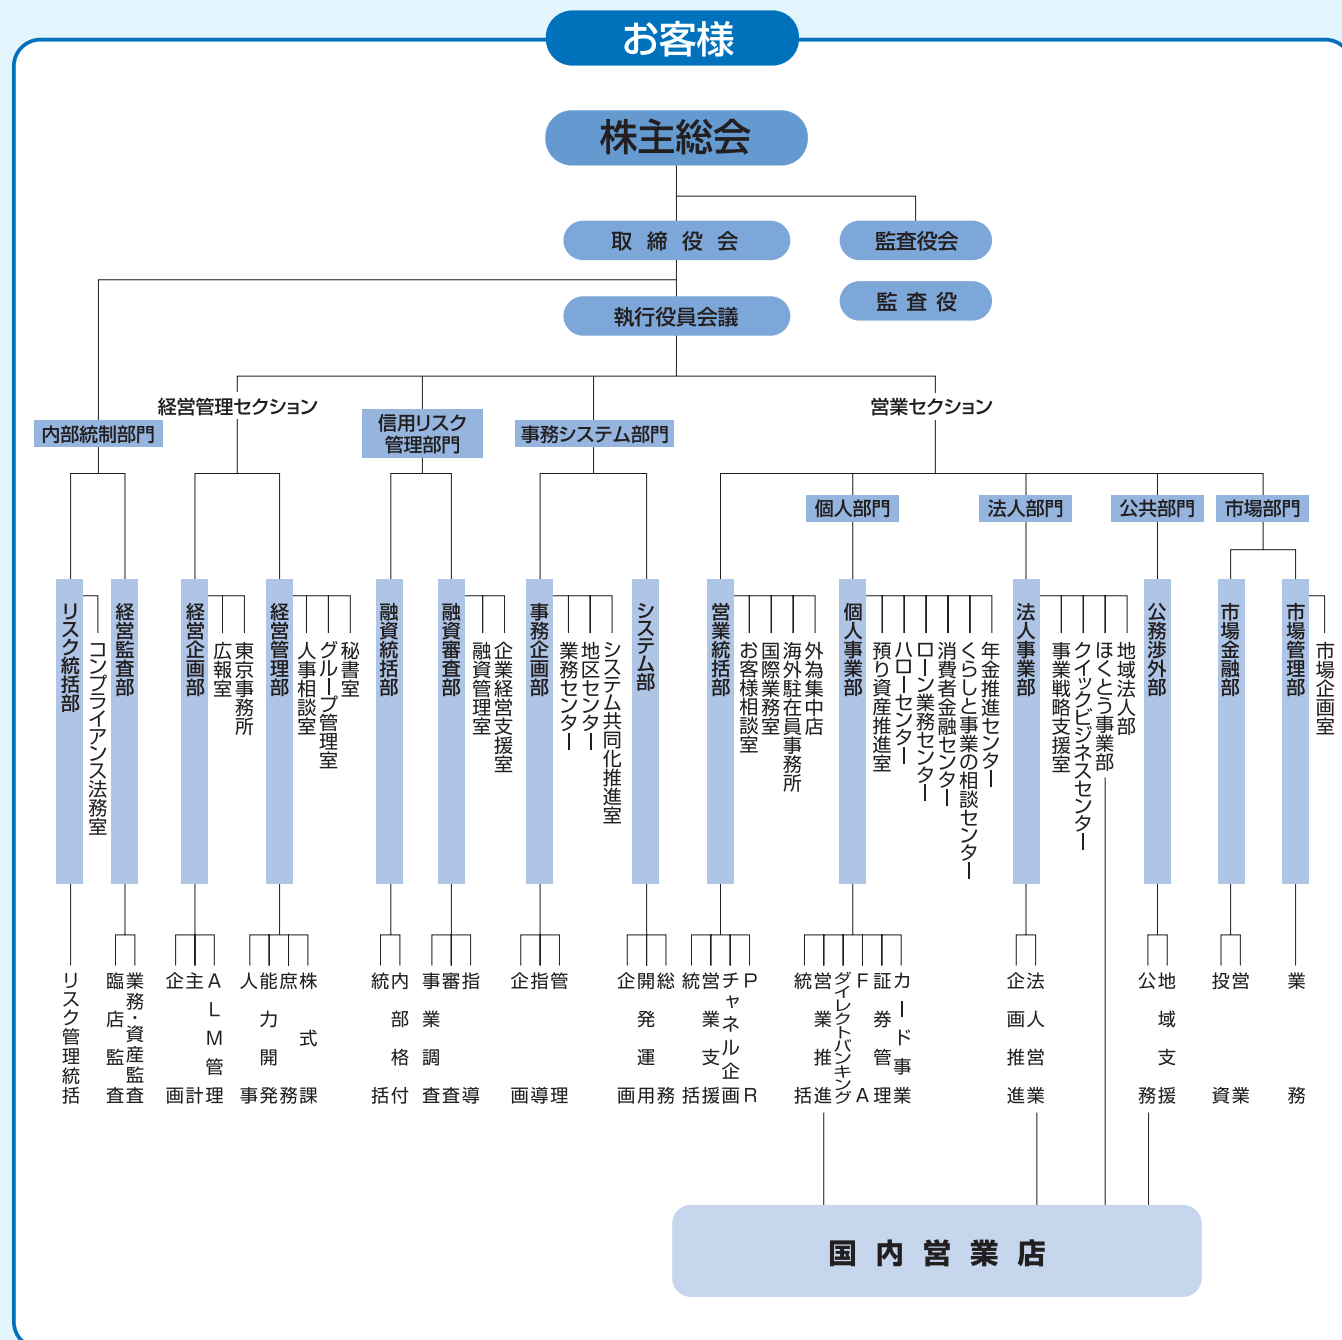 お客様
株主総会
取締役会
監査役会
監査役
執行役員会議
経営管理セクション
営業セクション
内部統制部門
信用リスク
管理部門
事務システム部門
個人部門
法人部門
公共部門
市場部門
リスク統括部
コンプライアンス法務室
経営監査部
経営企画部
広報室
東京事務所
経営管理部
人事相談室
グループ管理室
秘書室
融資統括部
融資審査部
融資管理室
企業経営支援室
事務企画部
業務センター
地区センター
システム共同化推進室
システム部
営業統括部
お客様相談室
国際業務室
海外駐在員事務所
外為集中店
個人事業部
預り資産推進室
ハローセンター
ローン業務センター
消費者金融センター
くらしと事業の相談センター
年金推進センター
法人事業部
事業戦略支援室
クイックビジネスセンター
ほくとう事業部
地域法人部
公務渉外部
市場金融部
市場管理部
市場企画室
リスク管理統括
臨店監査
業務・資産監査
企画
主計
ALM管理
人事
能力開発
庶務
株式課
統括
内部格付
事業調査
審査
指導
企画
指導
管理
企画
開発運用
総務
統括
営業支援
チャネル企画
PR
統括
営業推進
ダイレクトバンキング
FA
証券管理
カード事業
企画推進
法人営業
公務
地域支援
投資
営業
業務
国内営業店